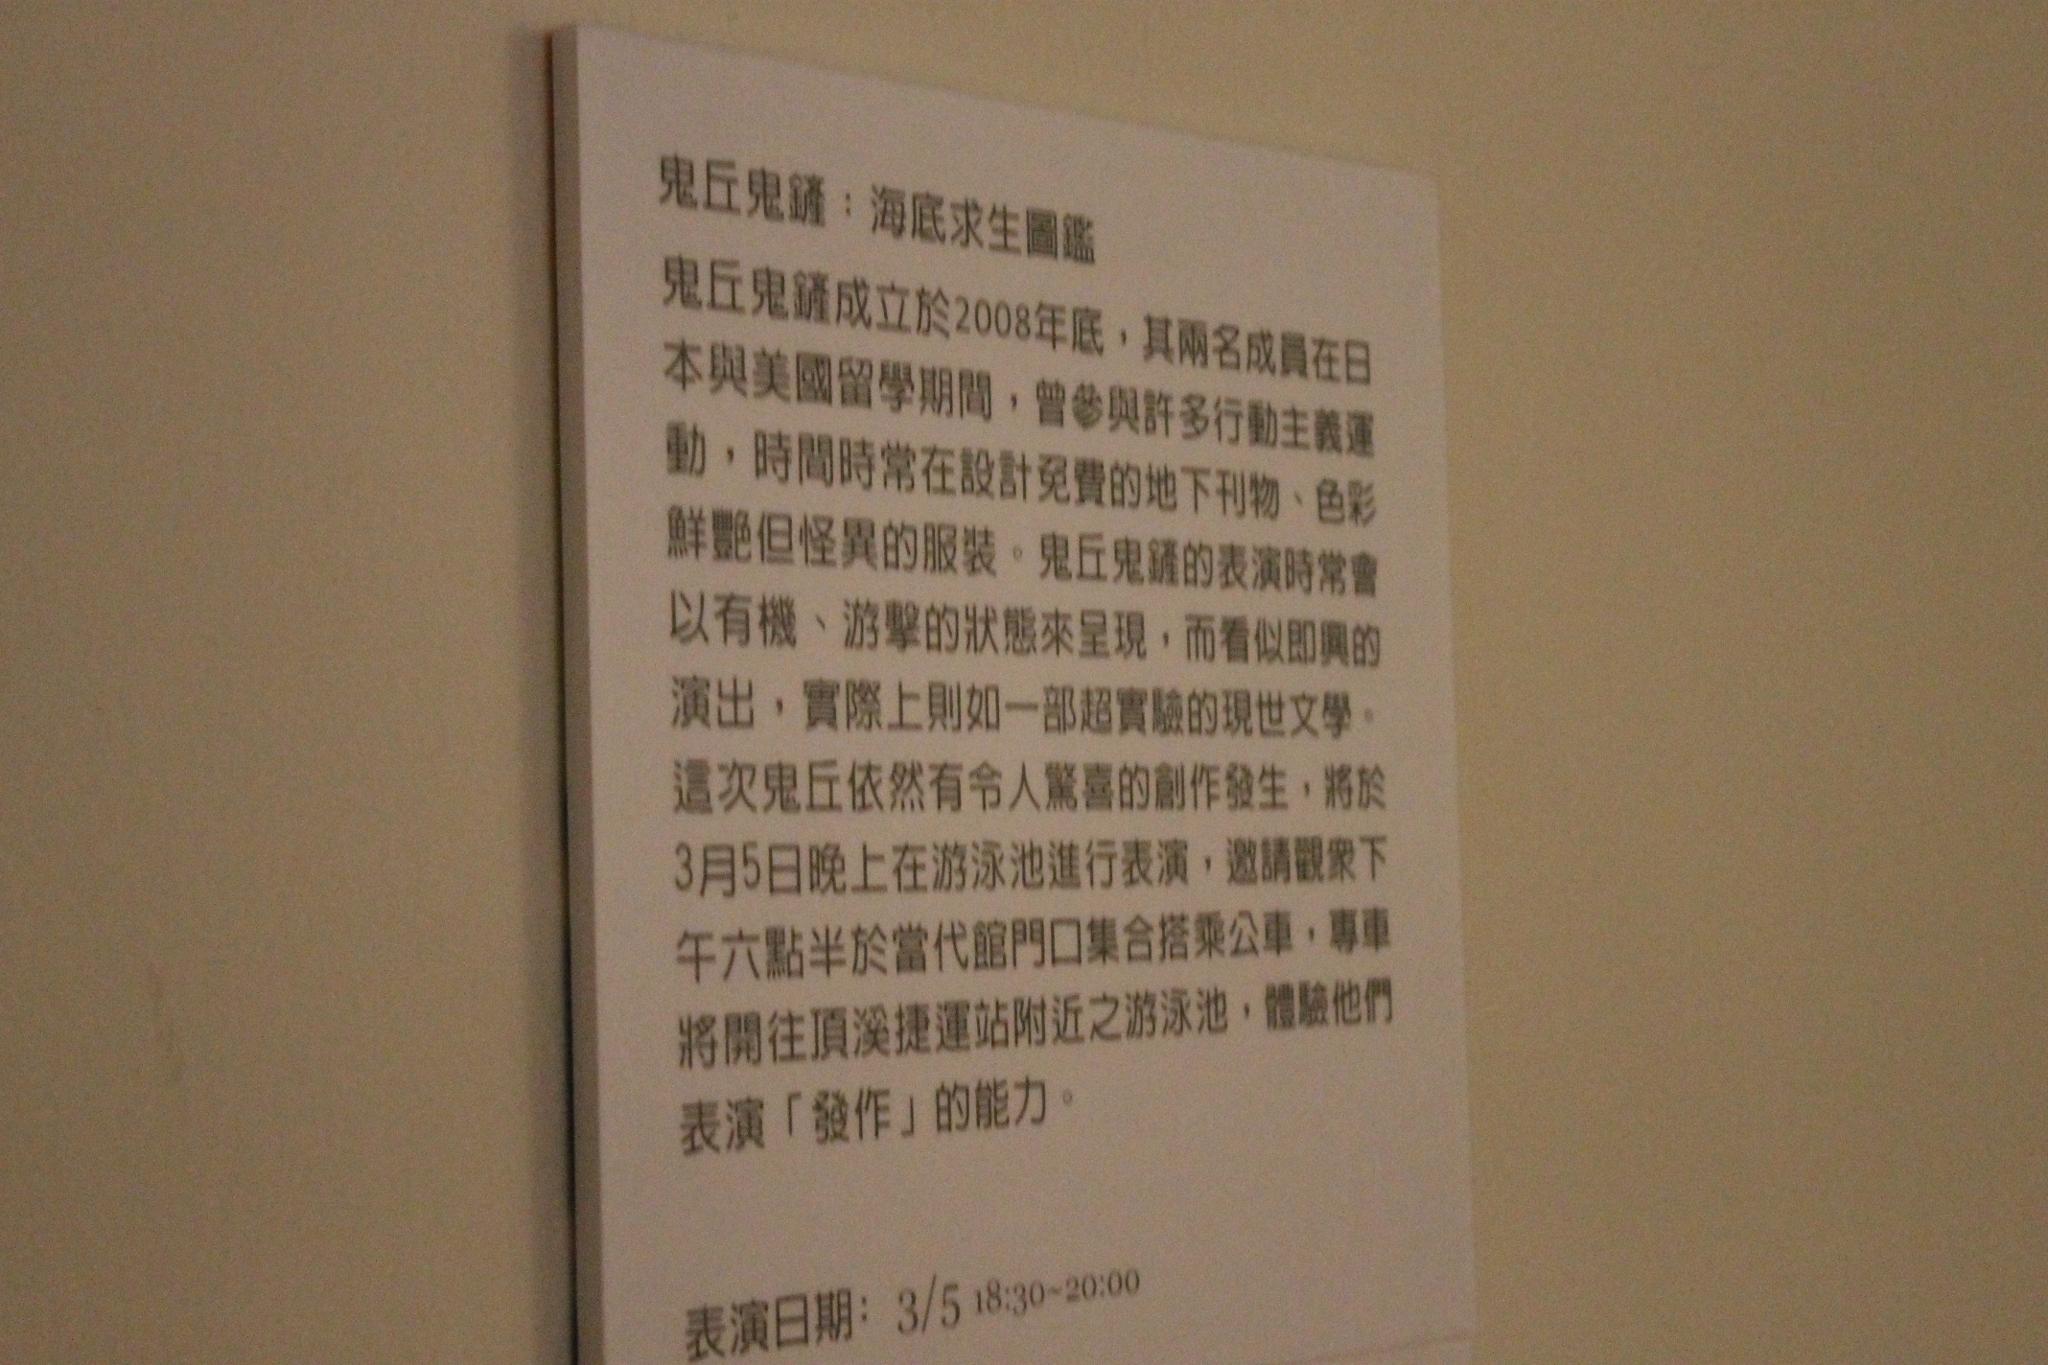 鬼丘鬼鏟：海底求生圖鑑
鬼丘鬼鏟成立於2008年底，其兩名成員在日
本與美國留學期間，曾參與許多行動主義運
動，時間時常在設計免費的地下刊物、色彩
鮮艷但怪異的服裝。鬼丘鬼鏟的表演時常會
以有機、游擊的狀態來呈現，而看似即興的
演出，實際上則如一部超實驗的現世文學。
這次鬼丘依然有令人驚喜的創作發生，將於
3月5日晚上在游泳池進行表演，邀請觀眾下
午六點半於當代館門口集合搭乘公車，專車
將開往頂溪捷運站附近之游泳池，體驗他們
表演「發作」的能力。
表演日期： 3/5 18:30~20:00